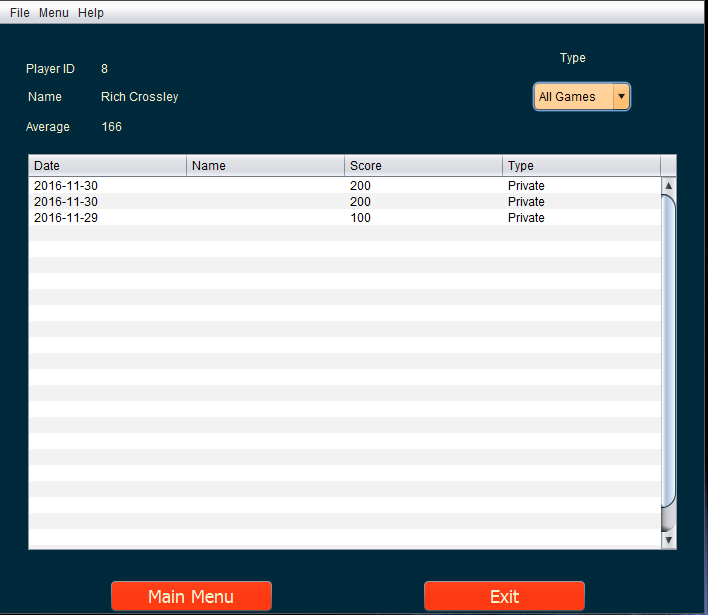 File Menu Help
Type
Player ID 8
Name Rich Crossley
All Games
Average 166
Date Name Score Type
2016-11-30 200 Private
2016-11-30 200 Private
2016-11-29 100 Private
Main Menu Exit